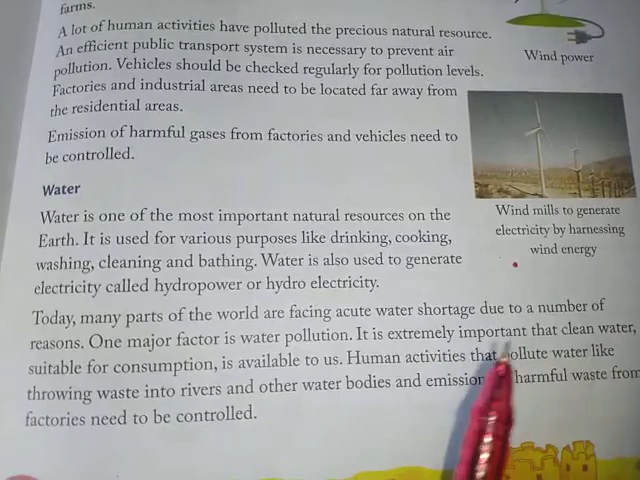 farms.
A lot of human activities have polluted the precious natural resource.
An efficient public transport system is necessary to prevent air
pollution. Vehicles should be checked regularly for pollution levels.
Factories and industrial areas need to be located far away from
the residential areas.
Emission of harmful gases from factories and vehicles need to
be controlled.
Wind power
Wind mills to generate
electricity by harnessing
wind energy
Water
Water is one of the most important natural resources on the
Earth. It is used for various purposes like drinking, cooking,
washing, cleaning and bathing. Water is also used to generate
electricity called hydropower or hydro electricity.
Today, many parts of the world are facing acute water shortage due to a number of
reasons. One major factor is water pollution. It is extremely important that clean water,
suitable for consumption, is available to us. Human activities that pollute water like
throwing waste into rivers and other water bodies and emission harmful waste from
factories need to be controlled.